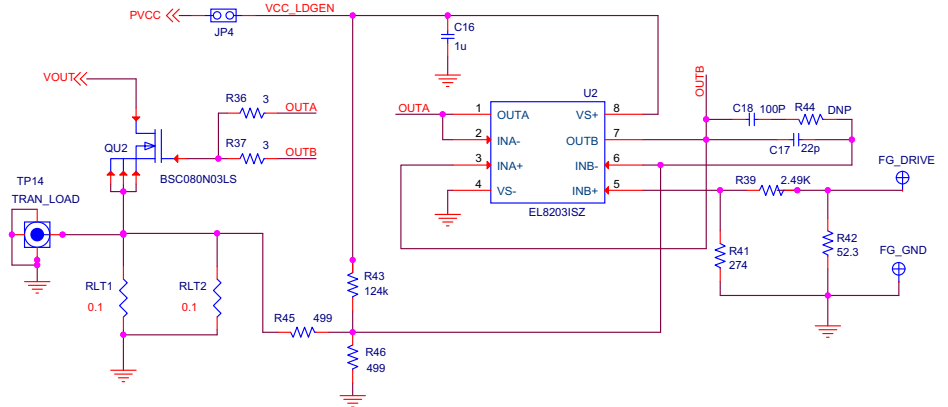 PVCC
VCC_LDGEN
JP4
C16
1u
VOUT
R36
3
OUTA
R37
3
OUTB
QU2
BSC080N03LS
TP14
TRAN_LOAD
RLT1
0.1
RLT2
0.1
R45
499
R43
124k
R46
499
OUTA
U2
1
OUTA
VS+
8
2
INA-
OUTB
7
3
INA+
INB-
6
4
VS-
INB+
5
EL8203ISZ
OUTB
C18
100P
R44
DNP
C17
22p
R39
2.49K
FG_DRIVE
R41
274
R42
52.3
FG_GND